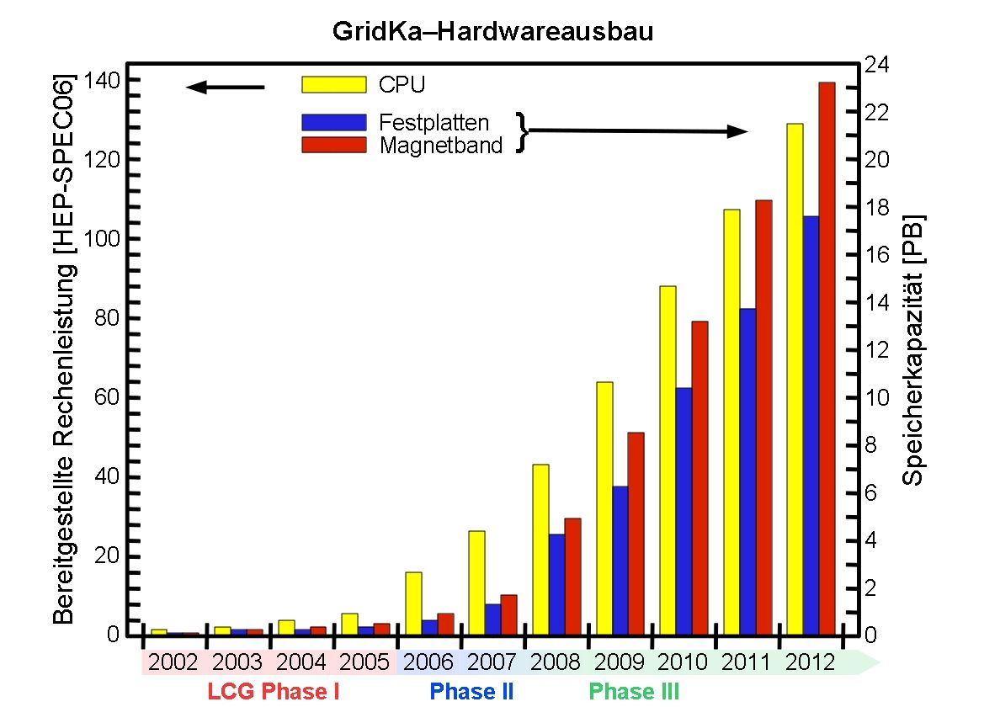 GridKa–Hardwareausbau
Bereitgestellte Rechenleistung [HEP-SPEC06]
140
120
100
80
60
40
20
0
CPU
Festplatten
Magnetband
24
22
20
18
16
14
12
10
8
6
4
2
0
Speicherkapazität [PB]
2002 2003 2004 2005 2006 2007 2008 2009 2010 2011 2012
LCG Phase I Phase II Phase III